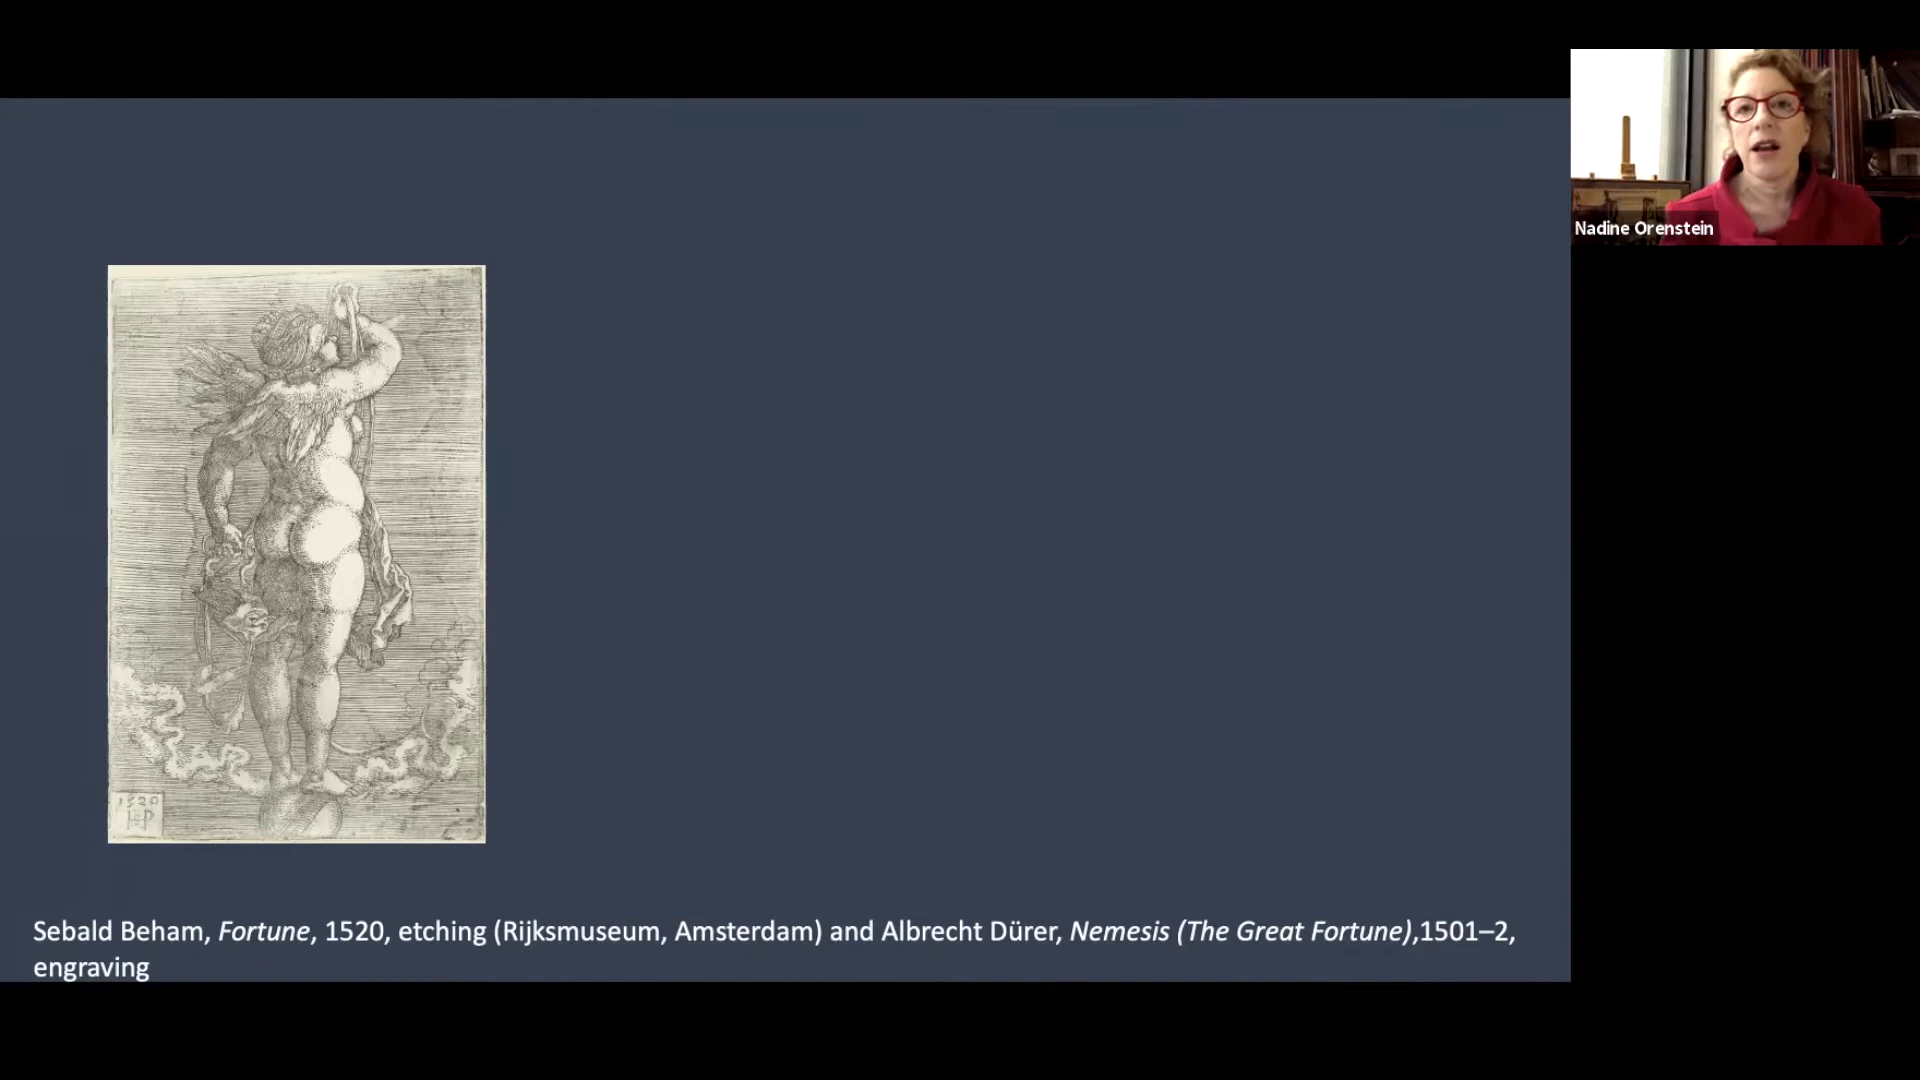 Nadine Orenstein
1520
HSP
Sebald Beham, Fortune, 1520, etching (Rijksmuseum, Amsterdam) and Albrecht Dürer, Nemesis (The Great Fortune),1501–2,
engraving